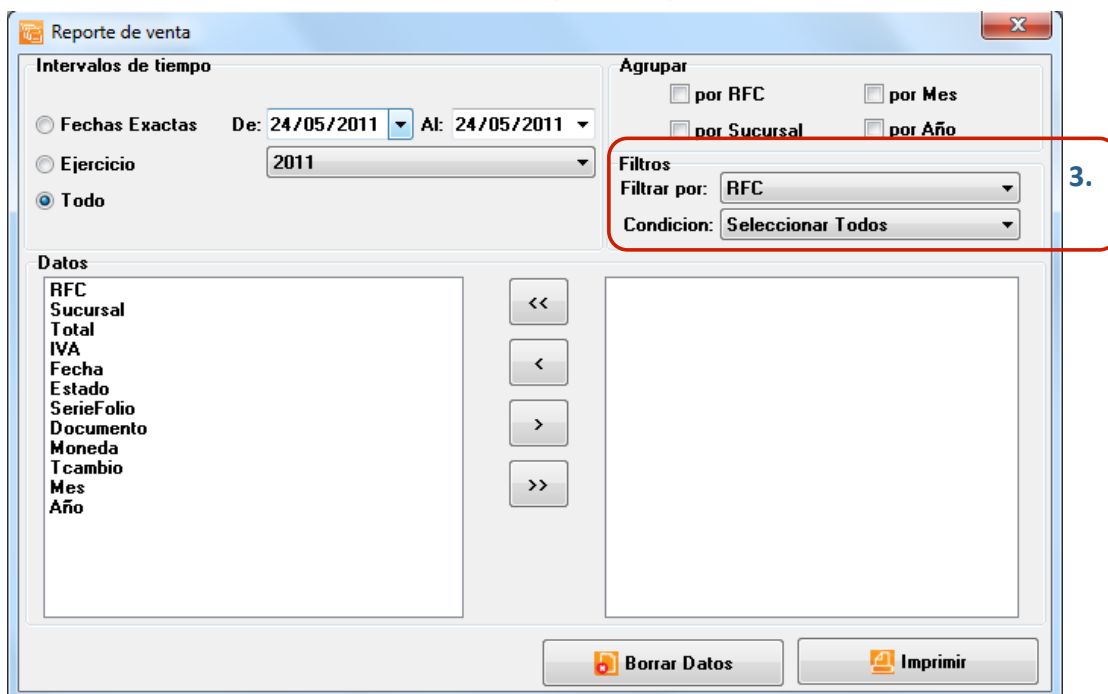 Reporte de venta
Intervalos de tiempo
Fechas Exactas De: 24/05/2011 Al: 24/05/2011
Ejercicio 2011
Todo
Agrupar
por RFC por Mes
por Sucursal por Año
Filtros
Filtrar por: RFC
Condicion: Seleccionar Todos
3.
Datos
RFC
Sucursal
Total
IVA
Fecha
Estado
SerieFolio
Documento
Moneda
Tcambio
Mes
Año
<<
<
>
>>
Borrar Datos Imprimir